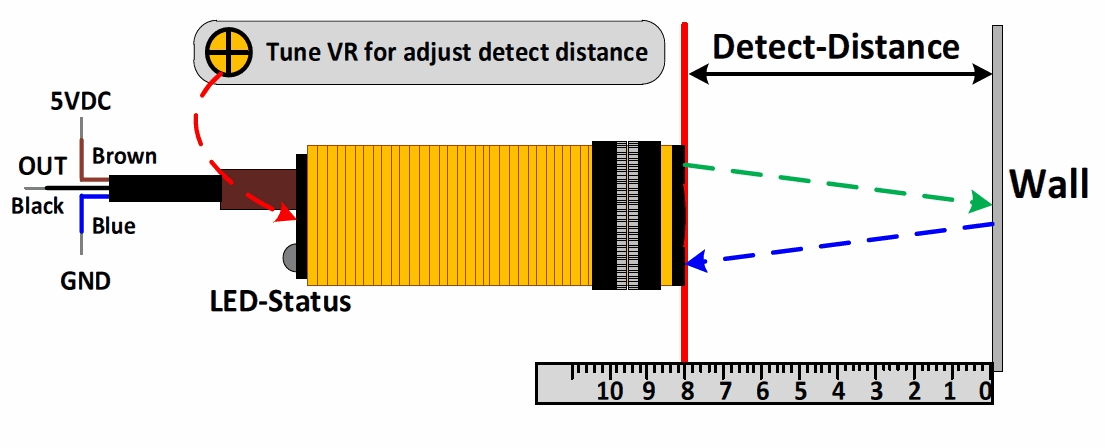 Tune VR for adjust detect distance
Detect-Distance
5VDC
Brown
OUT
Black
Blue
GND
LED-Status
Wall
10 9 8 7 6 5 4 3 2 1 0